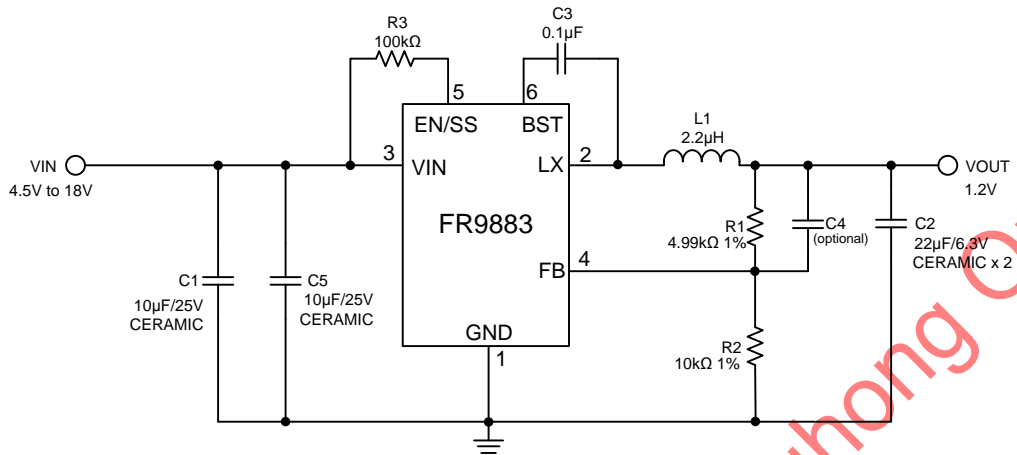 C3
0.1µF
R3
100kΩ
5
6
EN/SS
BST
L1
2.2µH
VIN
4.5V to 18V
3
VIN
LX
2
VOUT
1.2V
FR9883
R1
4.99kΩ 1%
C4
(optional)
C2
22µF/6.3V
CERAMIC x 2
FB
4
C1
10µF/25V
CERAMIC
C5
10µF/25V
CERAMIC
GND
1
R2
10kΩ 1%